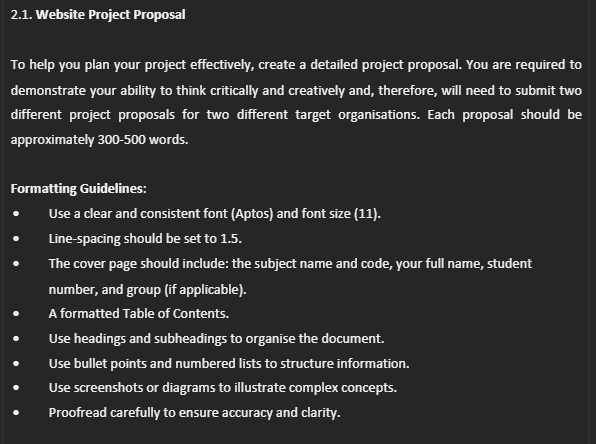 2.1. Website Project Proposal
To help you plan your project effectively, create a detailed project proposal. You are required to
demonstrate your ability to think critically and creatively and, therefore, will need to submit two
different project proposals for two different target organisations. Each proposal should be
approximately 300-500 words.
Formatting Guidelines:
• Use a clear and consistent font (Aptos) and font size (11).
• Line-spacing should be set to 1.5.
• The cover page should include: the subject name and code, your full name, student
number, and group (if applicable).
• A formatted Table of Contents.
• Use headings and subheadings to organise the document.
• Use bullet points and numbered lists to structure information.
• Use screenshots or diagrams to illustrate complex concepts.
• Proofread carefully to ensure accuracy and clarity.